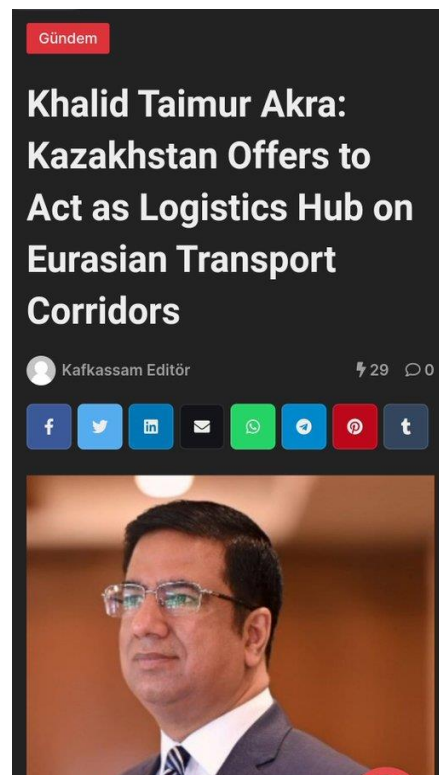 Gündem
Khalid Taimur Akra:
Kazakhstan Offers to
Act as Logistics Hub on
Eurasian Transport
Corridors
Kafkassam Editör 29 0